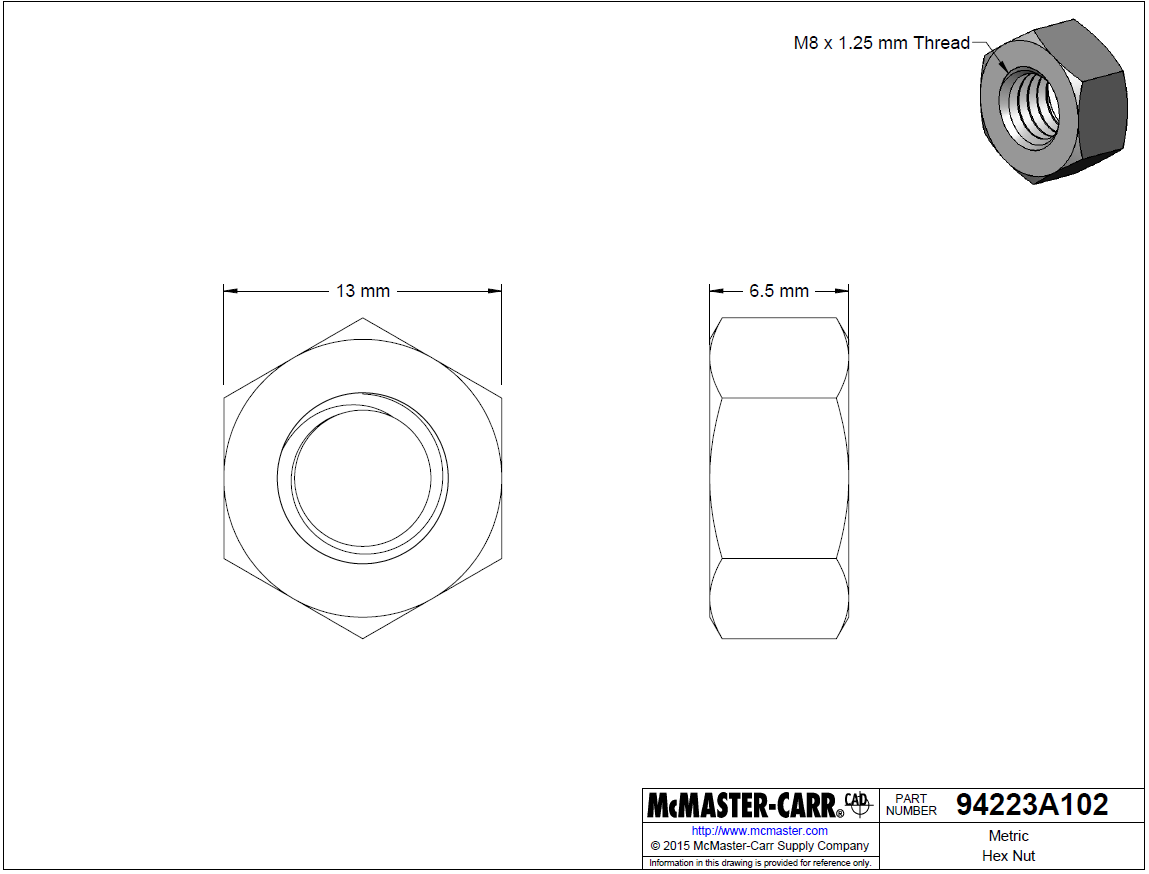 M8 x 1.25 mm Thread
13 mm
6.5 mm
McMASTER-CARR® CAD
http://www.mcmaster.com
© 2015 McMaster-Carr Supply Company
Information in this drawing is provided for reference only.
PART
NUMBER
94223A102
Metric
Hex Nut